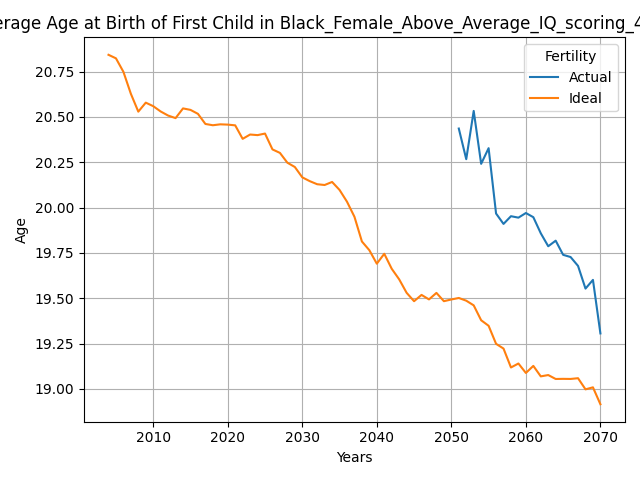 erage Age at Birth of First Child in Black_Female_Above_Average_IQ_scoring_4
Fertility
Actual
Ideal
Age
20.75
20.50
20.25
20.00
19.75
19.50
19.25
19.00
2010 2020 2030 2040 2050 2060 2070
Years